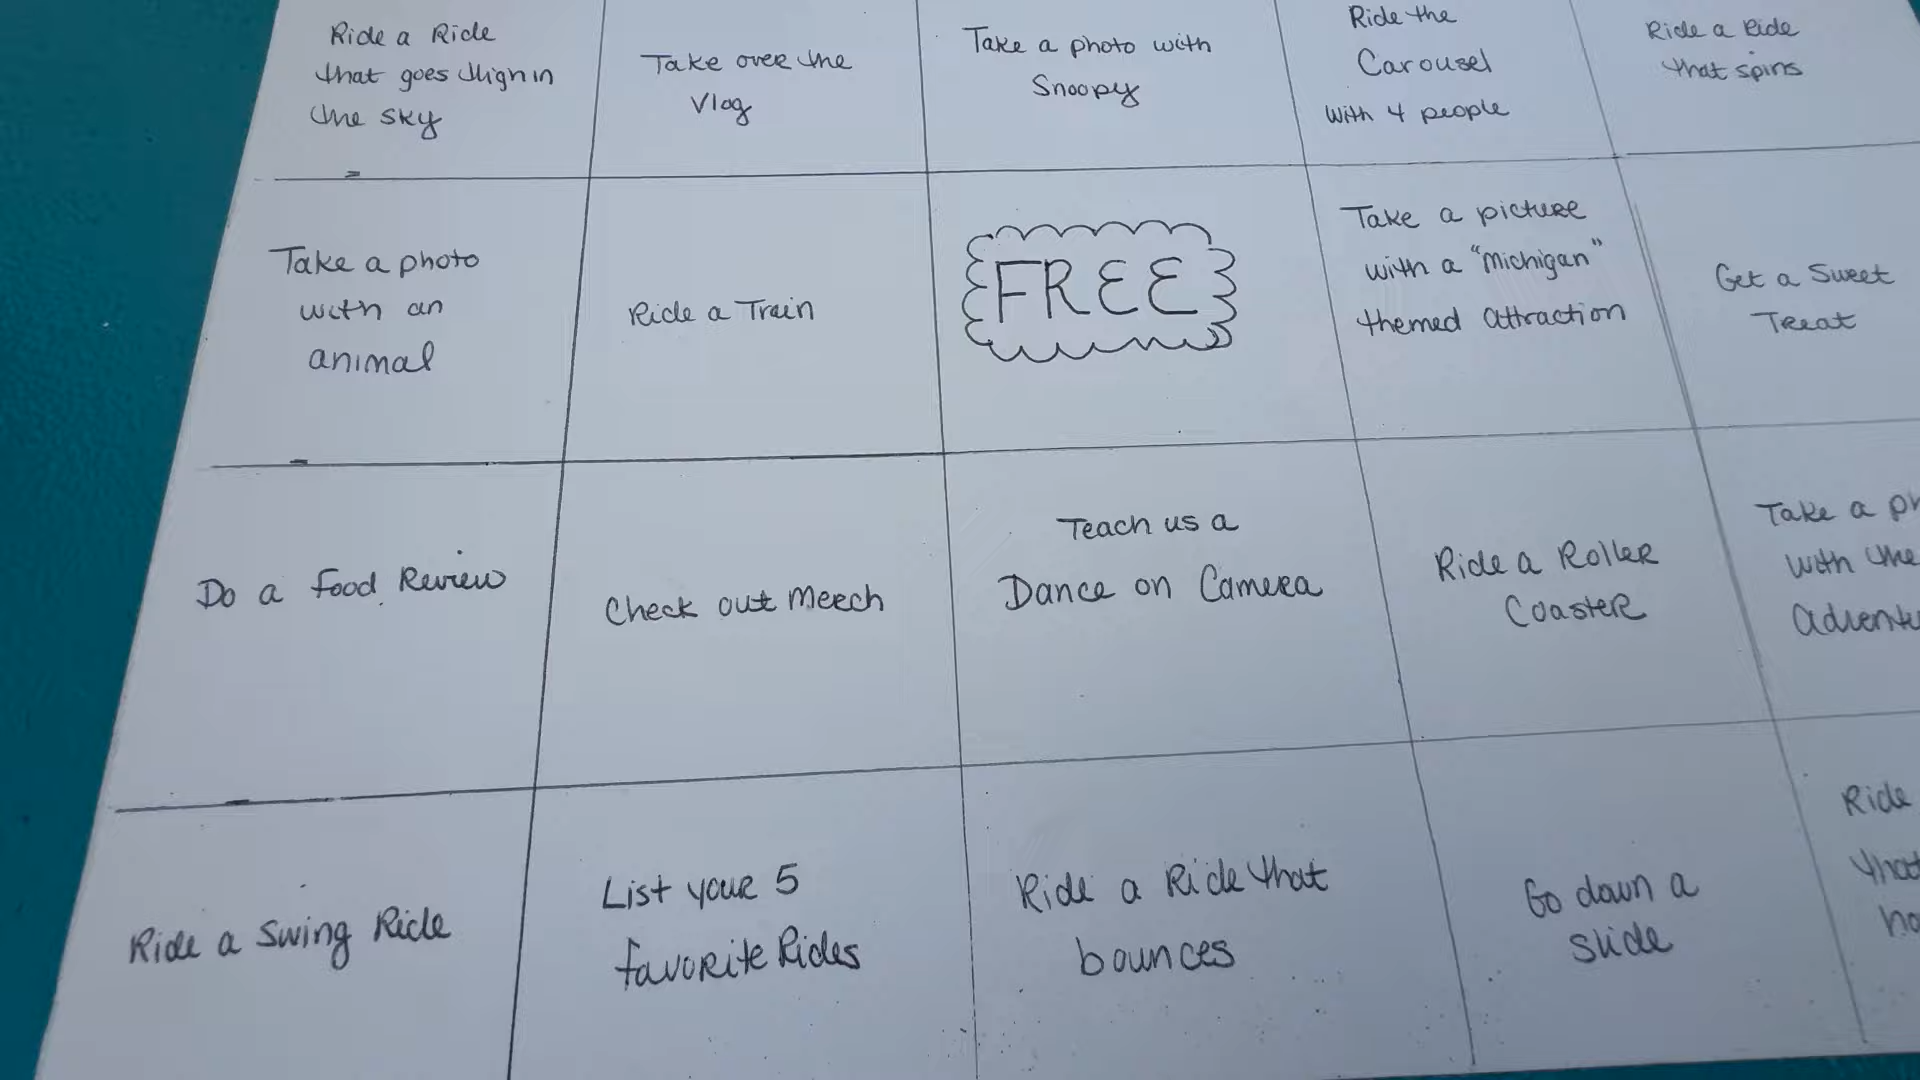 Ride a Ride
that goes High in
the sky
Take over the
Vlog
Take a photo with
Snoopy
Ride the
Carousel
with 4 people
Ride a Ride
that spins
Take a photo
with an
animal
Ride a Train
FREE
Take a picture
with a "Michigan"
themed attraction
Get a Sweet
Treat
Do a Food Review
Check out Merch
Teach us a
Dance on Camera
Ride a Roller
Coaster
Take a
with the
Ride a Swing Ride
List your 5
favorite Rides
Ride a Ride that
bounces
Go down a
slide
Ride
that